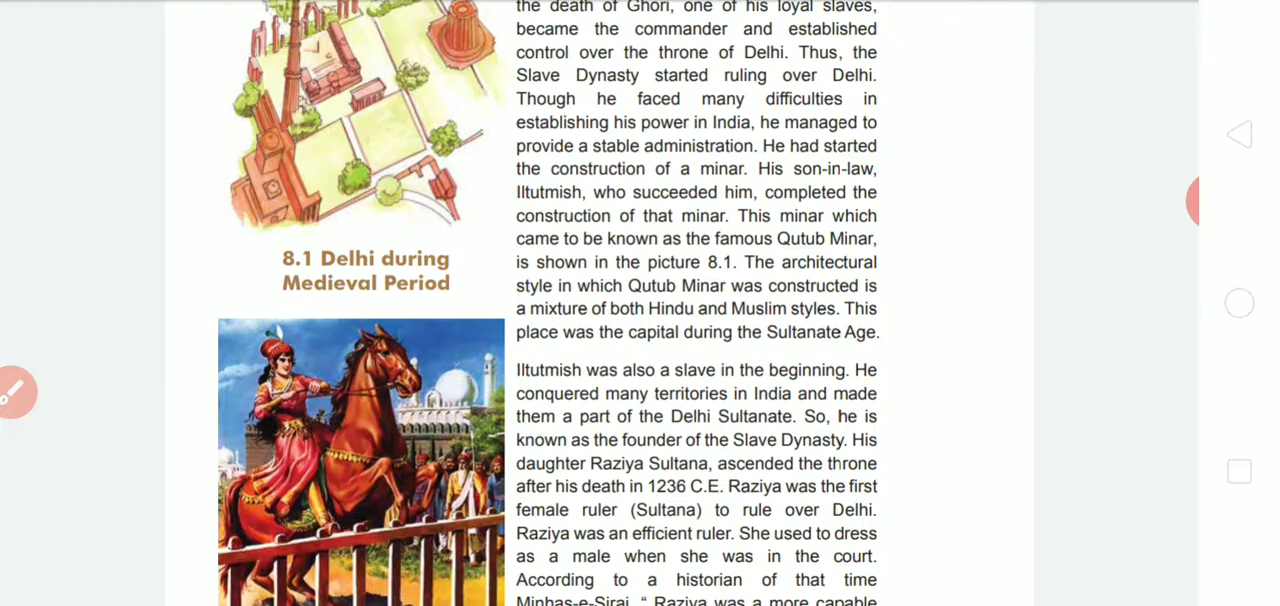 the death of Ghori, one of his loyal slaves,
became the commander and established
control over the throne of Delhi. Thus, the
Slave Dynasty started ruling over Delhi.
Though he faced many difficulties in
establishing his power in India, he managed to
provide a stable administration. He had started
the construction of a minar. His son-in-law,
Iltutmish, who succeeded him, completed the
construction of that minar. This minar which
came to be known as the famous Qutub Minar,
is shown in the picture 8.1. The architectural
style in which Qutub Minar was constructed is
a mixture of both Hindu and Muslim styles. This
place was the capital during the Sultanate Age.
8.1 Delhi during
Medieval Period
Iltutmish was also a slave in the beginning. He
conquered many territories in India and made
them a part of the Delhi Sultanate. So, he is
known as the founder of the Slave Dynasty. His
daughter Raziya Sultana, ascended the throne
after his death in 1236 C.E. Raziya was the first
female ruler (Sultana) to rule over Delhi.
Raziya was an efficient ruler. She used to dress
as a male when she was in the court.
According to a historian of that time
Minhas-e-Siraj, “ Raziya was a more capable